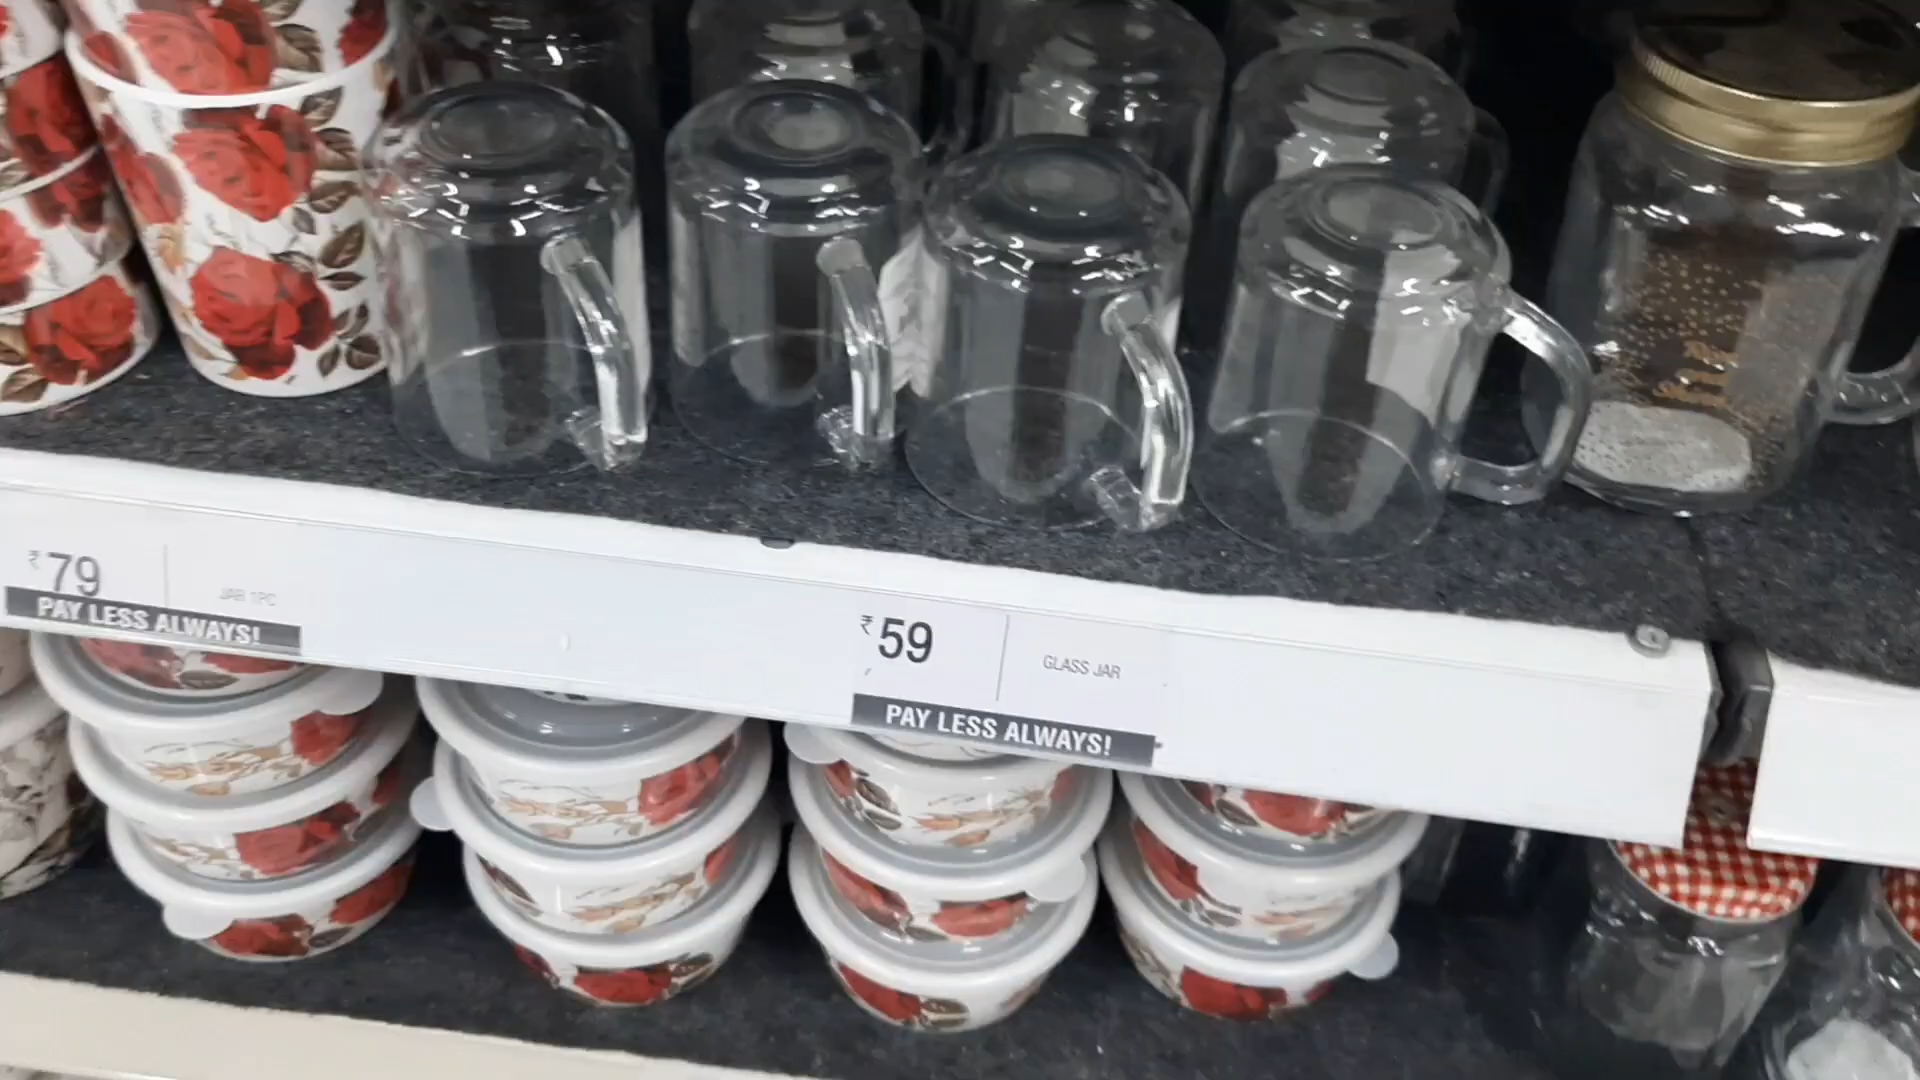 ₹79
JAR 1PC
PAY LESS ALWAYS!
₹59
GLASS JAR
PAY LESS ALWAYS!